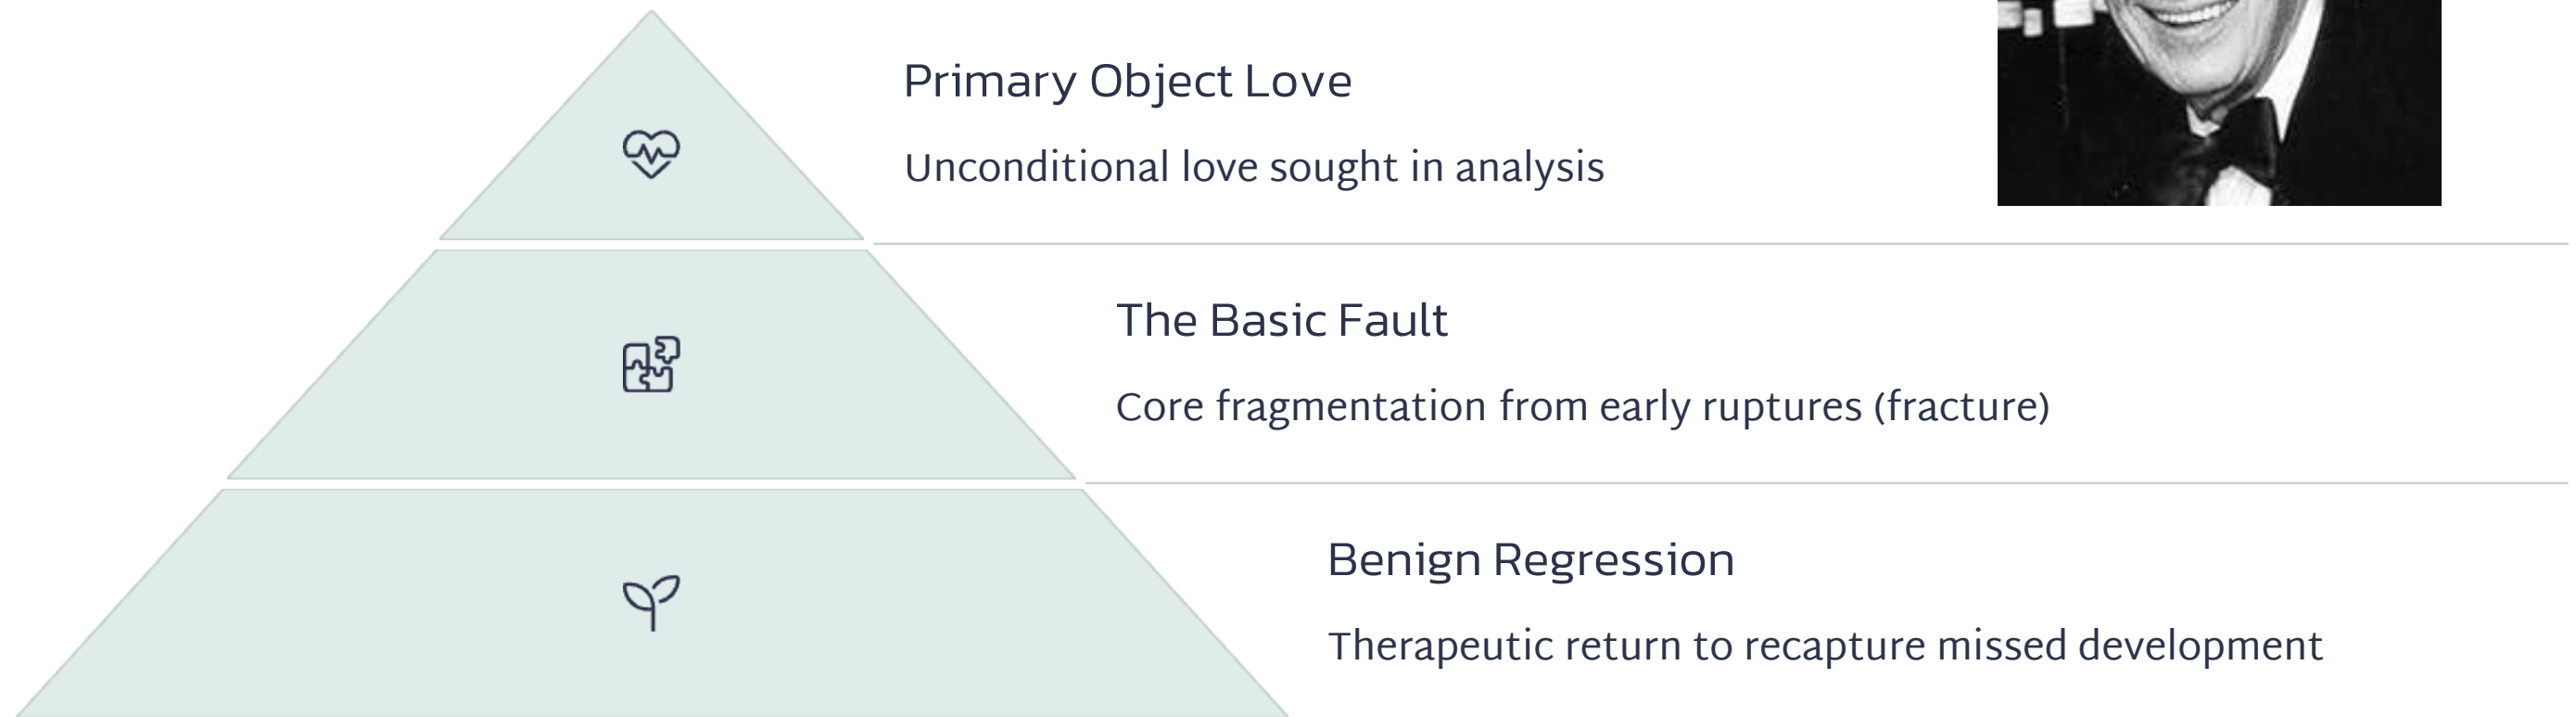 Primary Object Love
Unconditional love sought in analysis
The Basic Fault
Core fragmentation from early ruptures (fracture)
Benign Regression
Therapeutic return to recapture missed development